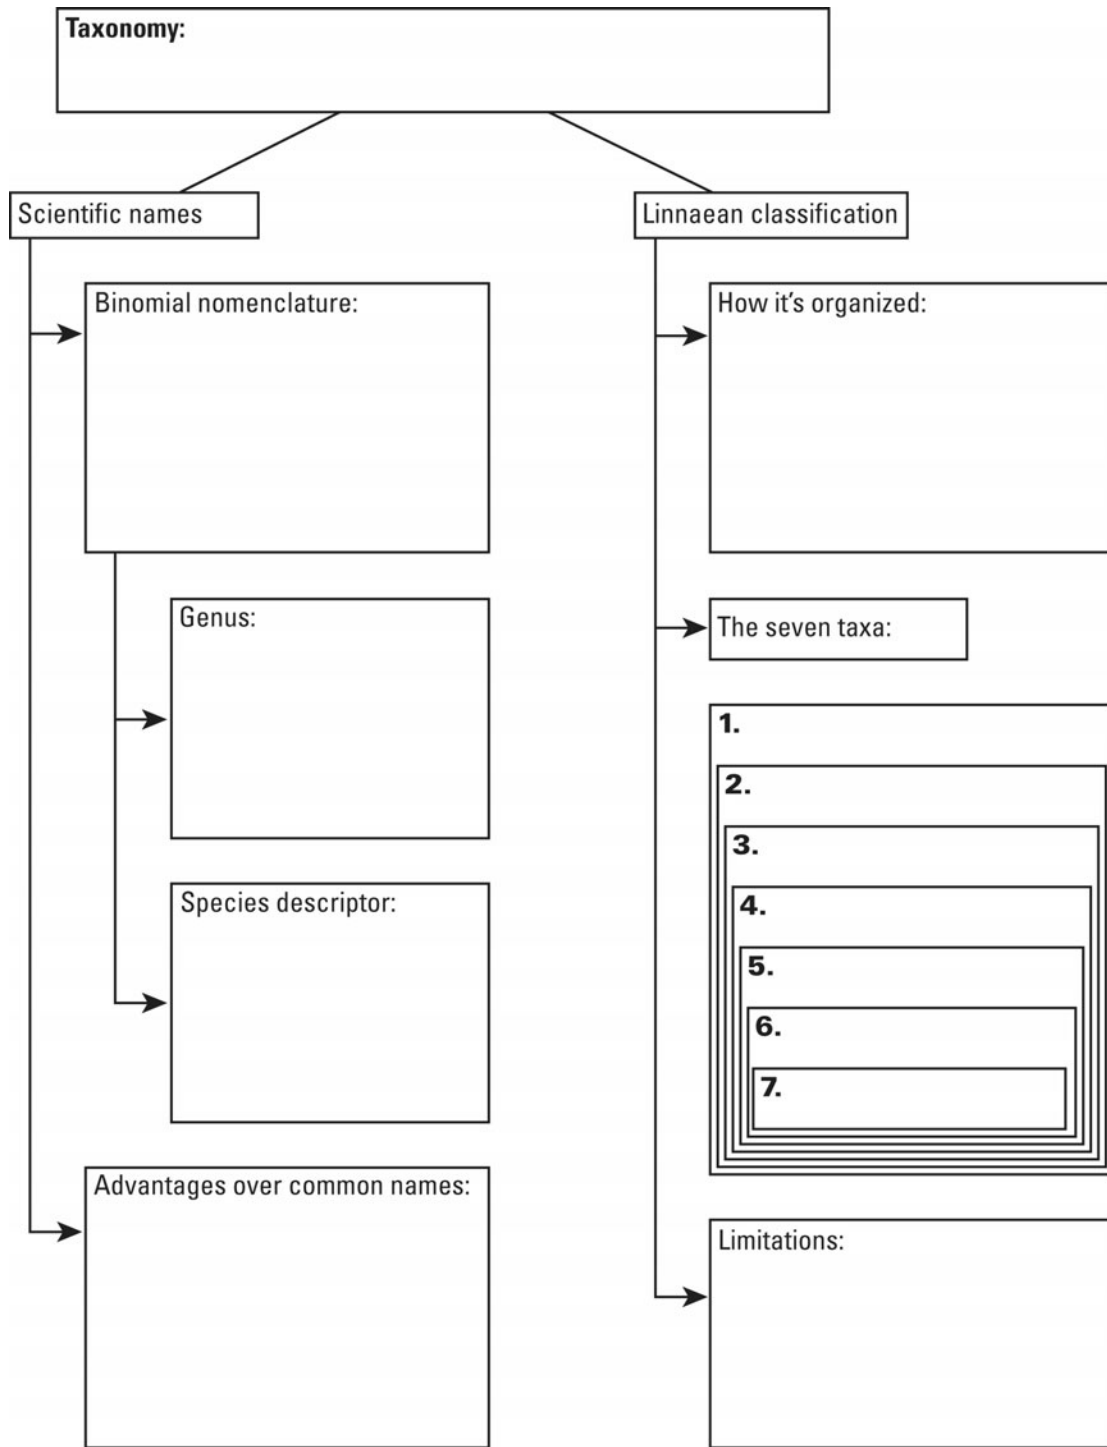 Taxonomy:
Scientific names
Binomial nomenclature:
Genus:
Species descriptor:
Advantages over common names:
Linnaean classification
How it's organized:
The seven taxa:
1.
2.
3.
4.
5.
6.
7.
Limitations: